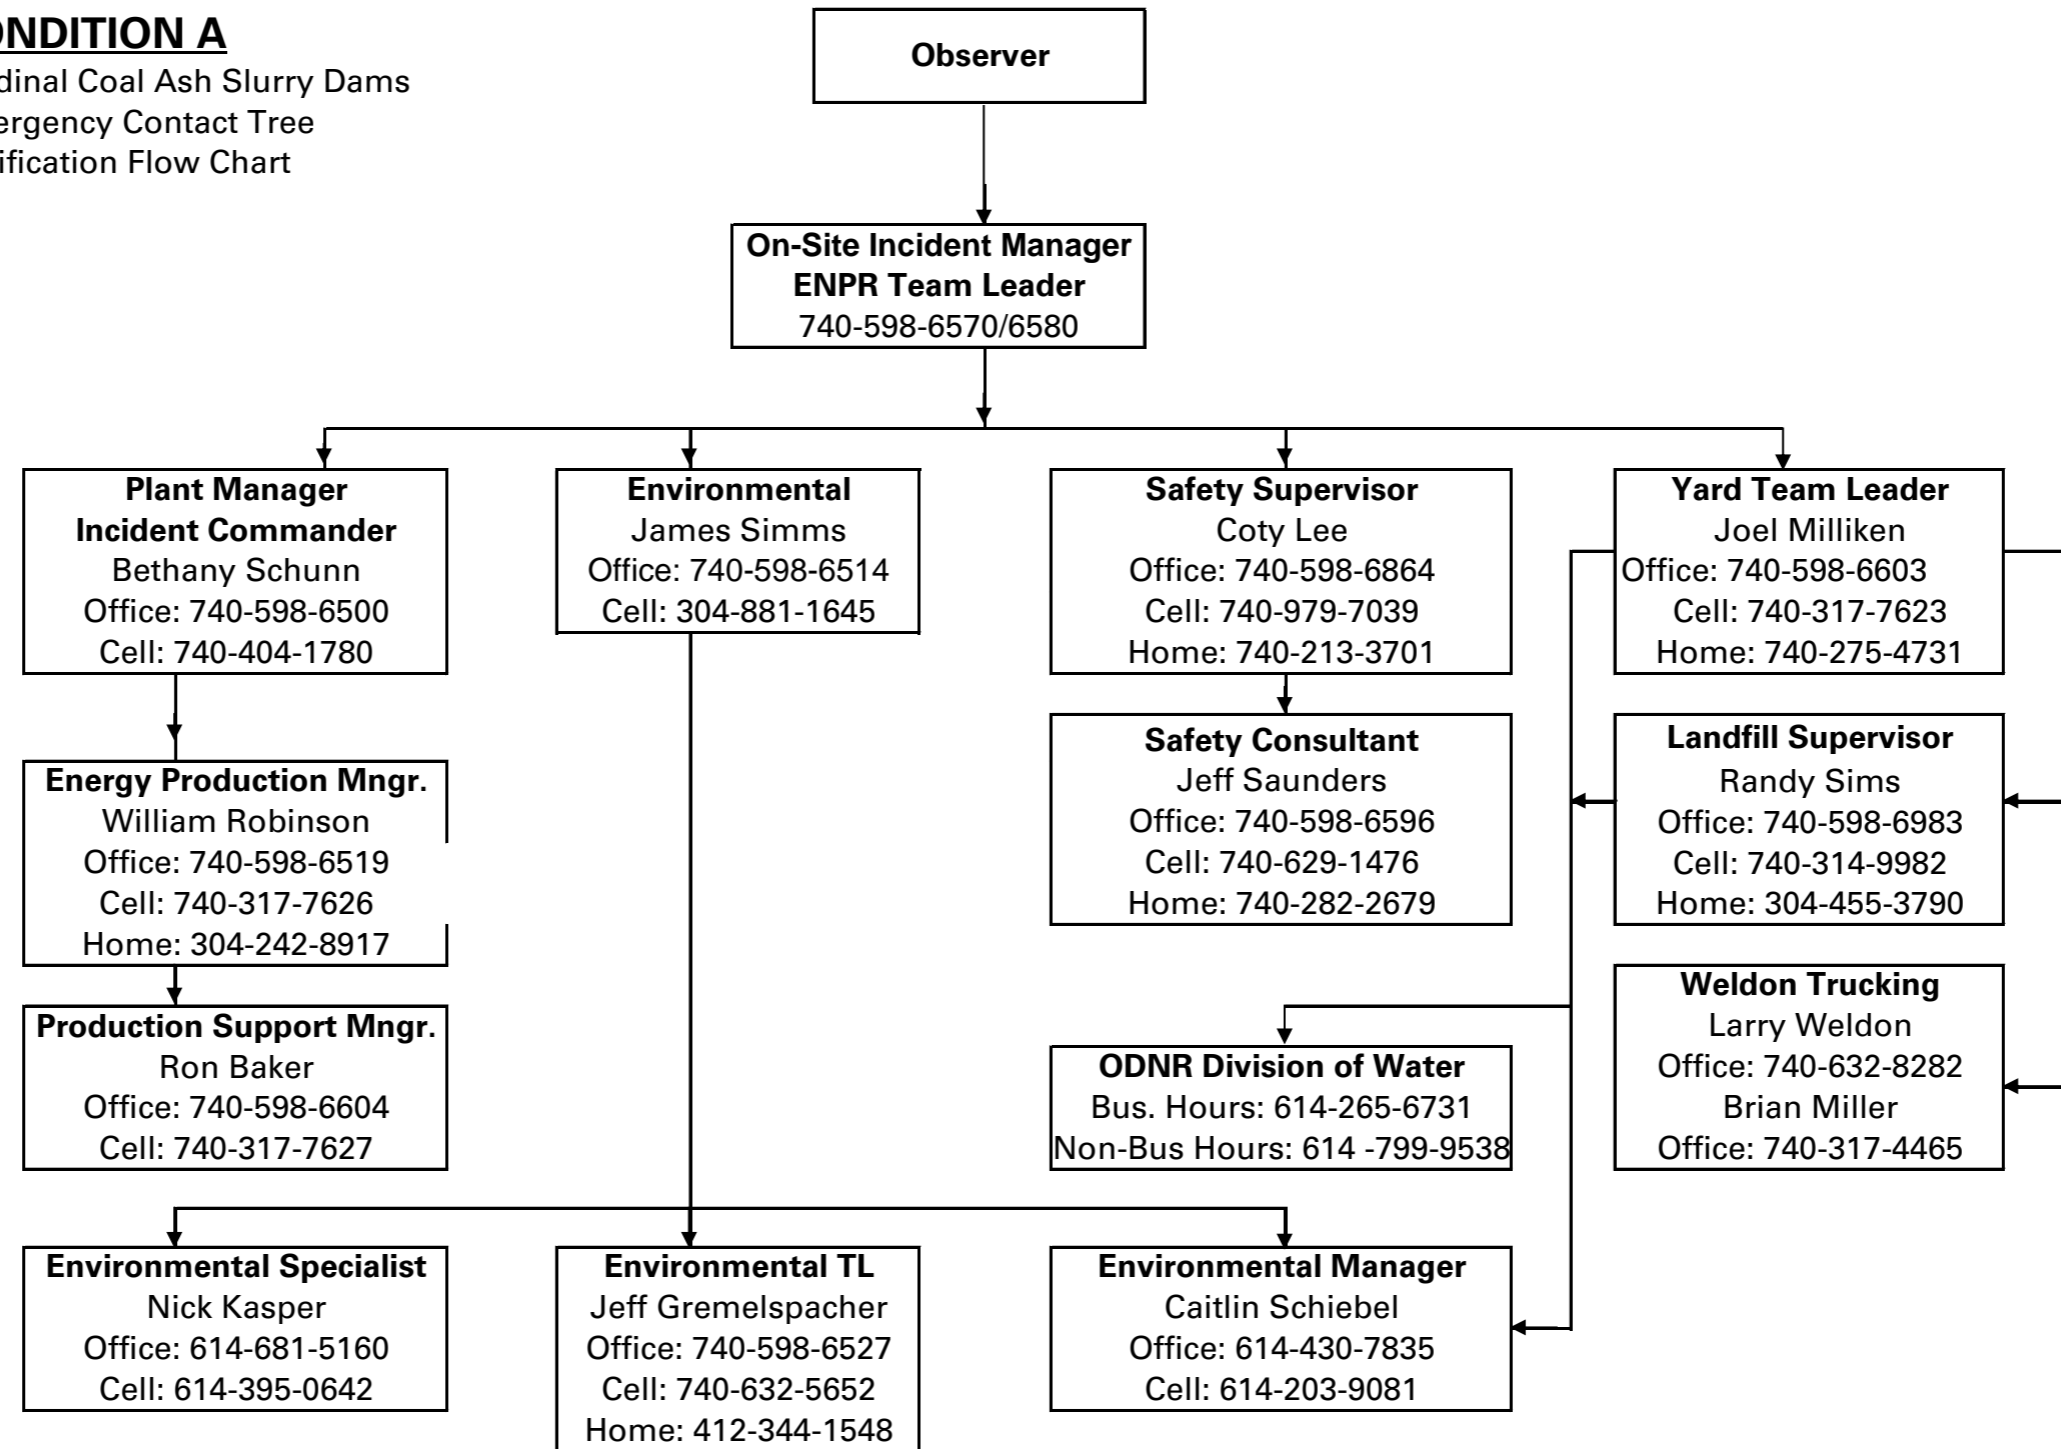 ONDITION A
dinal Coal Ash Slurry Dams
ergency Contact Tree
ification Flow Chart
Observer
On-Site Incident Manager
ENPR Team Leader
740-598-6570/6580
Plant Manager
Incident Commander
Bethany Schunn
Office: 740-598-6500
Cell: 740-404-1780
Environmental
James Simms
Office: 740-598-6514
Cell: 304-881-1645
Safety Supervisor
Coty Lee
Office: 740-598-6864
Cell: 740-979-7039
Home: 740-213-3701
Yard Team Leader
Joel Milliken
Office: 740-598-6603
Cell: 740-317-7623
Home: 740-275-4731
Energy Production Mngr.
William Robinson
Office: 740-598-6519
Cell: 740-317-7626
Home: 304-242-8917
Safety Consultant
Jeff Saunders
Office: 740-598-6596
Cell: 740-629-1476
Home: 740-282-2679
Landfill Supervisor
Randy Sims
Office: 740-598-6983
Cell: 740-314-9982
Home: 304-455-3790
Production Support Mngr.
Ron Baker
Office: 740-598-6604
Cell: 740-317-7627
ODNR Division of Water
Bus. Hours: 614-265-6731
Non-Bus Hours: 614 -799-9538
Weldon Trucking
Larry Weldon
Office: 740-632-8282
Brian Miller
Office: 740-317-4465
Environmental Specialist
Nick Kasper
Office: 614-681-5160
Cell: 614-395-0642
Environmental TL
Jeff Gremelspacher
Office: 740-598-6527
Cell: 740-632-5652
Home: 412-344-1548
Environmental Manager
Caitlin Schiebel
Office: 614-430-7835
Cell: 614-203-9081